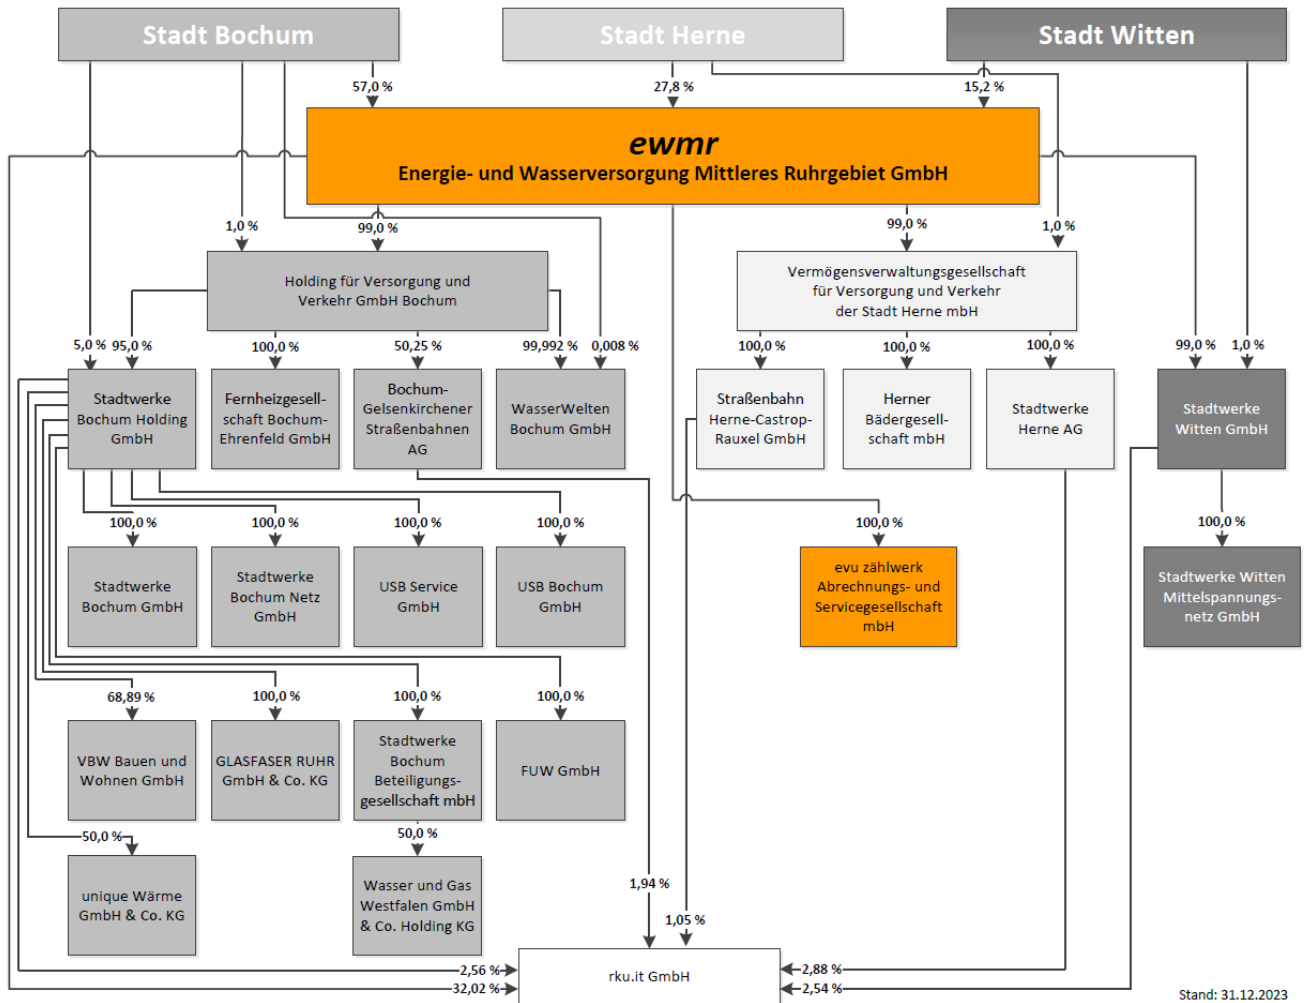 Stadt Bochum
Stadt Herne
Stadt Witten
57,0 %
27,8 %
15,2 %
ewmr
Energie- und Wasserversorgung Mittleres Ruhrgebiet GmbH
1,0 %
99,0 %
99,0 %
1,0 %
Holding für Versorgung und
Verkehr GmbH Bochum
Vermögensverwaltungsgesellschaft
für Versorgung und Verkehr
der Stadt Herne mbH
5,0 %
95,0 %
100,0 %
50,25 %
99,992 %
0,008 %
100,0 %
100,0 %
100,0 %
99,0 %
1,0 %
Stadtwerke
Bochum Holding
GmbH
Fernheizgesell-
schaft Bochum-
Ehrenfeld GmbH
Bochum-
Gelsenkirchener
Straßenbahnen
AG
WasserWelten
Bochum GmbH
Straßenbahn
Herne-Castrop-
Rauxel GmbH
Herner
Bädergesell-
schaft mbH
Stadtwerke
Herne AG
Stadtwerke
Witten GmbH
100,0 %
100,0 %
100,0 %
100,0 %
100,0 %
100,0 %
Stadtwerke
Bochum GmbH
Stadtwerke
Bochum Netz
GmbH
USB Service
GmbH
USB Bochum
GmbH
evu zählwerk
Abrechnungs- und
Servicegesellschaft
mbH
Stadtwerke Witten
Mittelspannungs-
netz GmbH
68,89 %
100,0 %
100,0 %
100,0 %
VBW Bauen und
Wohnen GmbH
GLASFASER RUHR
GmbH & Co. KG
Stadtwerke
Bochum
Beteiligungs-
gesellschaft mbH
FUW GmbH
50,0 %
50,0 %
unique Wärme
GmbH & Co. KG
Wasser und Gas
Westfalen GmbH
& Co. Holding KG
1,94 %
1,05 %
2,56 %
32,02 %
rku.it GmbH
2,88 %
2,54 %
Stand: 31.12.2023